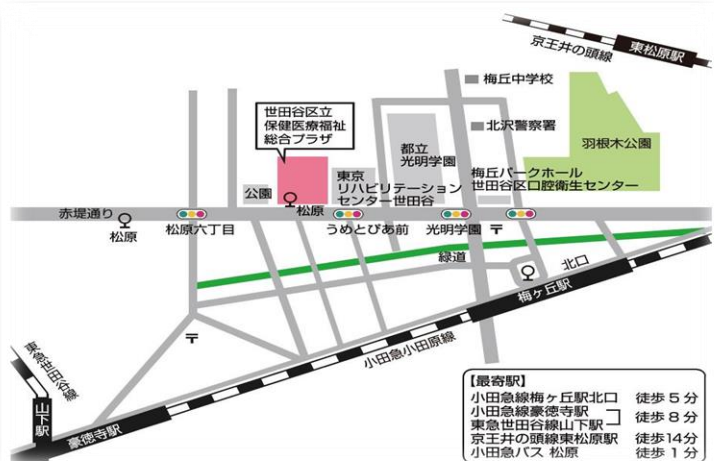 東松原駅
京王井の頭線
梅丘中学校
世田谷区立
保健医療福祉
総合プラザ
北沢警察署
羽根木公園
都立
光明学園
梅丘パークホール
世田谷区口腔衛生センター
東京
リハビリテーション
センター世田谷
公園
松原
赤堤通り
松原
松原六丁目
うめとぴあ前
光明学園
〒
緑道
北口
梅ヶ丘駅
〒
小田急小田原線
東急世田谷線
山下駅
豪徳寺駅
【最寄駅】
小田急線梅ヶ丘駅北口 徒歩5分
小田急線豪徳寺駅
東急世田谷線山下駅 徒歩8分
京王井の頭線東松原駅 徒歩14分
小田急バス 松原 徒歩1分